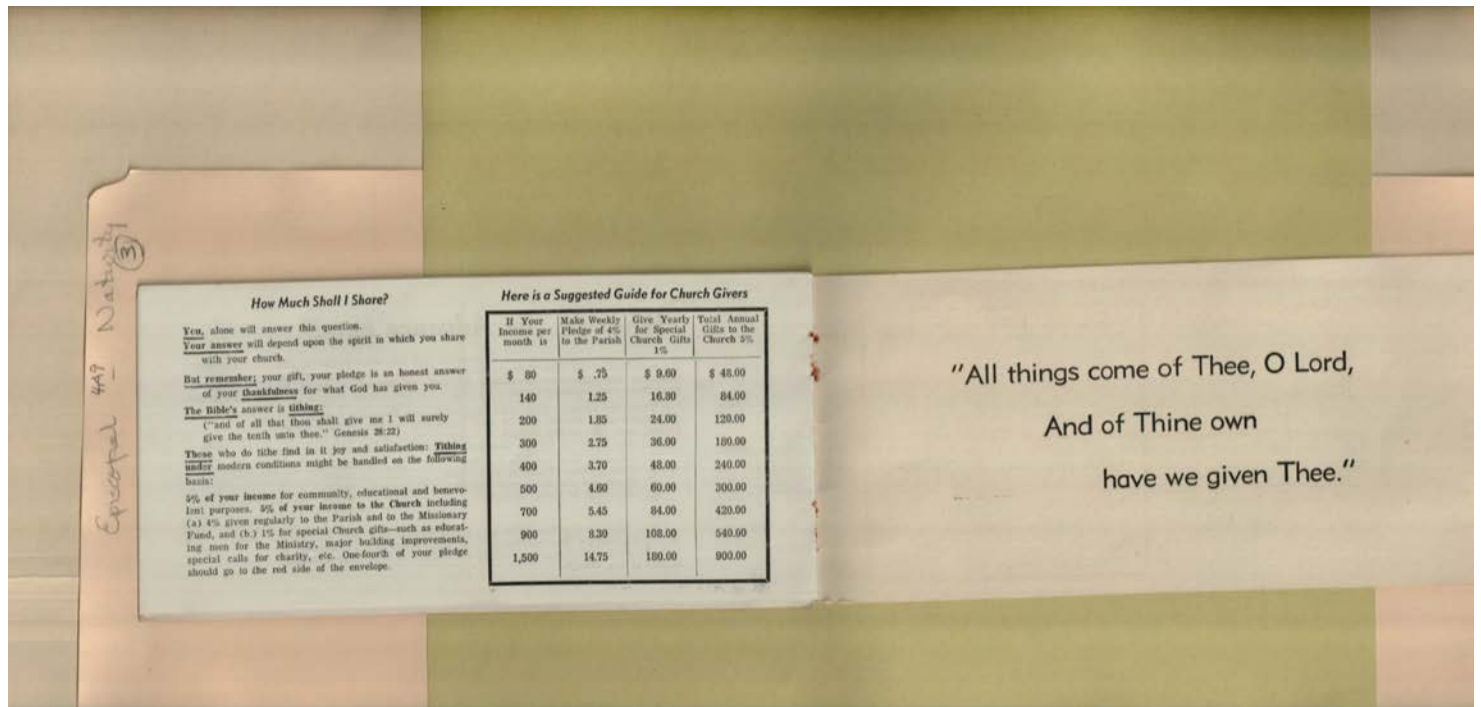 Episcopal 4A9 - Nativity
3
How Much Shall I Share?
You, alone will answer this question.
Your answer will depend upon the spirit in which you share
with your church.
But remember; your gift, your pledge is an honest answer
of your thankfulness for what God has given you.
The Bible's answer is tithing:
("and of all that thou shall give me I will surely
give the tenth unto thee." Genesis 28:22)
Those who do tithe find in it joy and satisfaction: Tithing
under modern conditions might be handled on the following
basis:
5% of your income for community, educational and benevo-
lent purposes. 5% of your income to the Church including
(a) 4% given regularly to the Parish and to the Missionary
Fund, and (b.) 1% for special Church gifts—such as educat-
ing men for the Ministry, major building improvements,
special calls for charity, etc. One-fourth of your pledge
should go to the red side of the envelope.
Here is a Suggested Guide for Church Givers
If Your Make Weekly Give Yearly Total Annual
Income per Pledge of 4% for Special Gifts to the
month is to the Parish Church Gifts Church 5%
1%
$ 80 $ .75 $ 9.60 $ 48.00
140 1.25 16.80 84.00
200 1.85 24.00 120.00
300 2.75 36.00 180.00
400 3.70 48.00 240.00
500 4.60 60.00 300.00
700 5.45 84.00 420.00
900 8.30 108.00 540.00
1,500 14.75 180.00 900.00
"All things come of Thee, O Lord,
And of Thine own
have we given Thee."